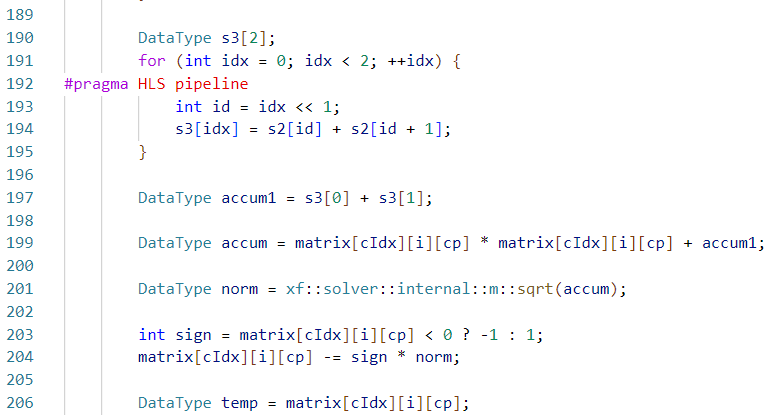 189
190 DataType s3[2];
191 for (int idx = 0; idx < 2; ++idx) {
192 #pragma HLS pipeline
193 int id = idx << 1;
194 s3[idx] = s2[id] + s2[id + 1];
195 }
196
197 DataType accum1 = s3[0] + s3[1];
198
199 DataType accum = matrix[cIdx][i][cp] * matrix[cIdx][i][cp] + accum1;
200
201 DataType norm = xf::solver::internal::m::sqrt(accum);
202
203 int sign = matrix[cIdx][i][cp] < 0 ? -1 : 1;
204 matrix[cIdx][i][cp] -= sign * norm;
205
206 DataType temp = matrix[cIdx][i][cp];